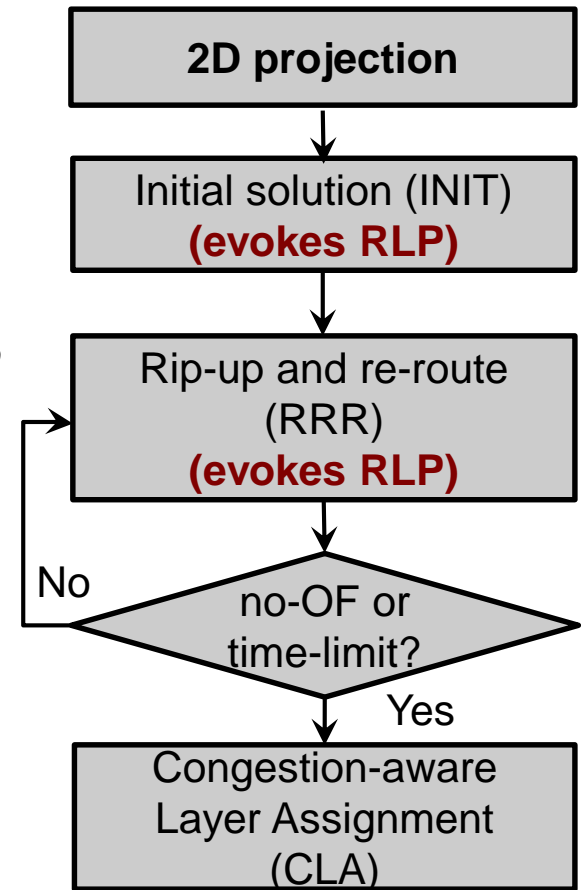 2D projection
Initial solution (INIT)
(evokes RLP)
Rip-up and re-route
(RRR)
(evokes RLP)
No
no-OF or
time-limit?
Yes
Congestion-aware
Layer Assignment
(CLA)